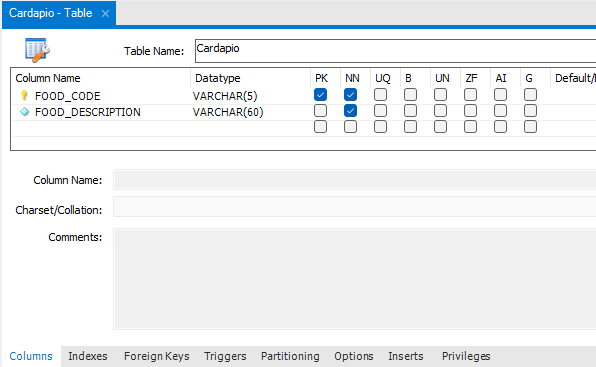 Cardapio - Table ×
Table Name: Cardapio
Column Name Datatype PK NN UQ B UN ZF AI G Default/
FOOD_CODE VARCHAR(5)
FOOD_DESCRIPTION VARCHAR(60)
Column Name:
Charset/Collation:
Comments:
Columns Indexes Foreign Keys Triggers Partitioning Options Inserts Privileges